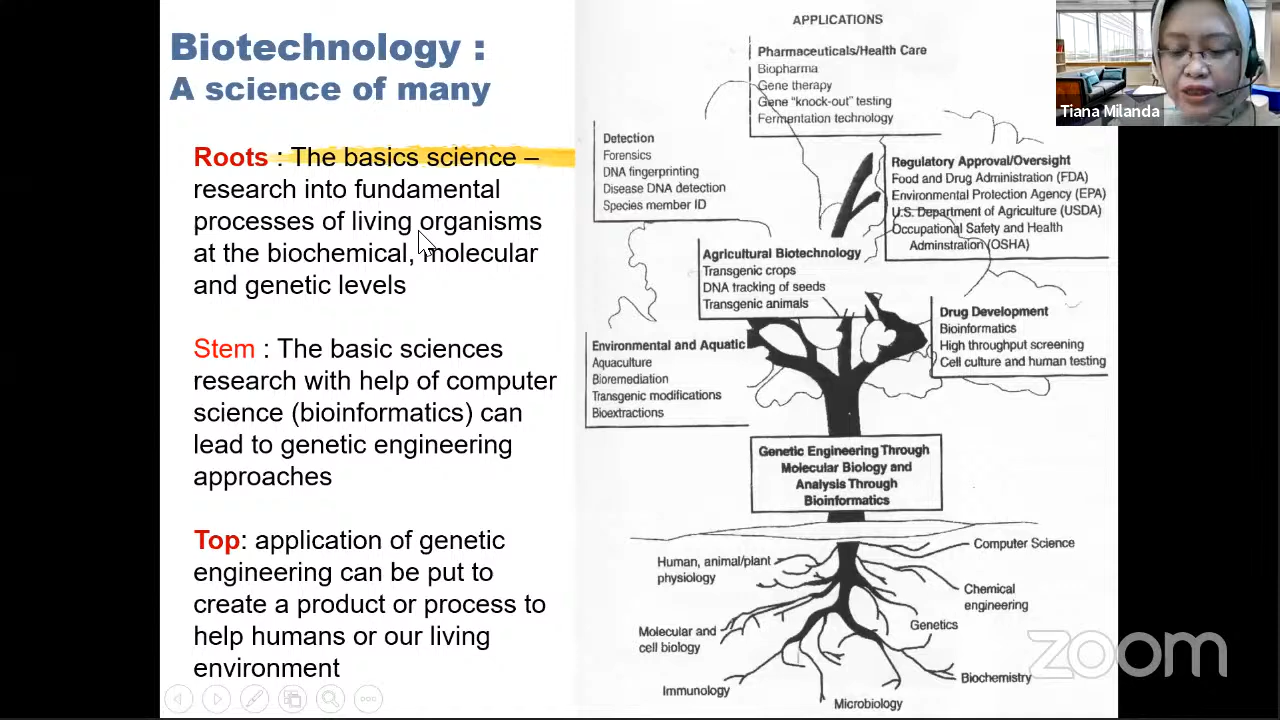 Biotechnology :
A science of many
Roots : The basics science –
research into fundamental
processes of living organisms
at the biochemical, molecular
and genetic levels
Stem : The basic sciences
research with help of computer
science (bioinformatics) can
lead to genetic engineering
approaches
Top: application of genetic
engineering can be put to
create a product or process to
help humans or our living
environment
APPLICATIONS
Pharmaceuticals/Health Care
Biopharma
Gene therapy
Gene “knock-out” testing
Fermentation technology
Detection
Forensics
DNA fingerprinting
Disease DNA detection
Species member ID
Regulatory Approval/Oversight
Food and Drug Administration (FDA)
Environmental Protection Agency (EPA)
U.S. Department of Agriculture (USDA)
Occupational Safety and Health
Adminstration (OSHA)
Agricultural Biotechnology
Transgenic crops
DNA tracking of seeds
Transgenic animals
Drug Development
Bioinformatics
High throughput screening
Cell culture and human testing
Environmental and Aquatic
Aquaculture
Bioremediation
Transgenic modifications
Bioextractions
Genetic Engineering Through
Molecular Biology and
Analysis Through
Bioinformatics
Human, animal/plant
physiology
Computer Science
Chemical
engineering
Genetics
Molecular and
cell biology
Biochemistry
Immunology
Microbiology
Tiana Milanda
zoom